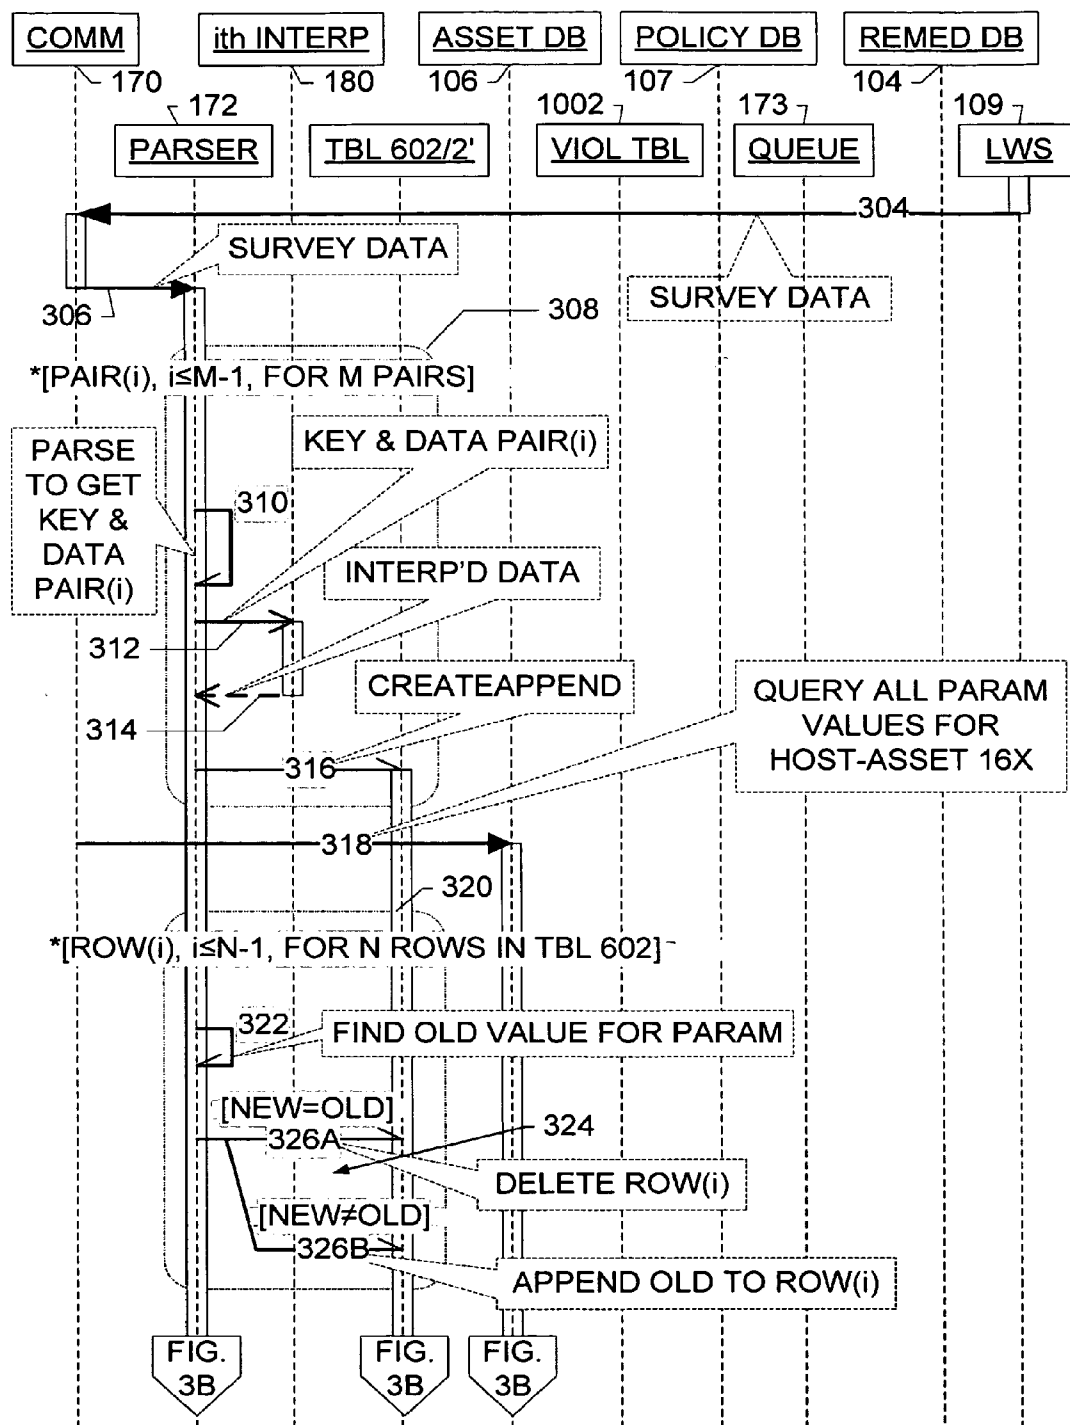 COMM
ith INTERP
ASSET DB
POLICY DB
REMED DB
170
180
106
107
104
172
1002
173
109
PARSER
TBL 602/2'
VIOL TBL
QUEUE
LWS
304
SURVEY DATA
SURVEY DATA
306
308
*[PAIR(i), i≤M-1, FOR M PAIRS]
KEY & DATA PAIR(i)
PARSE
TO GET
KEY &
DATA
PAIR(i)
310
INTERP'D DATA
312
CREATEAPPEND
QUERY ALL PARAM
VALUES FOR
HOST-ASSET 16X
314
316
318
320
*[ROW(i), i≤N-1, FOR N ROWS IN TBL 602]
322
FIND OLD VALUE FOR PARAM
[NEW=OLD]
326A
324
DELETE ROW(i)
[NEW≠OLD]
326B
APPEND OLD TO ROW(i)
FIG.
3B
FIG.
3B
FIG.
3B